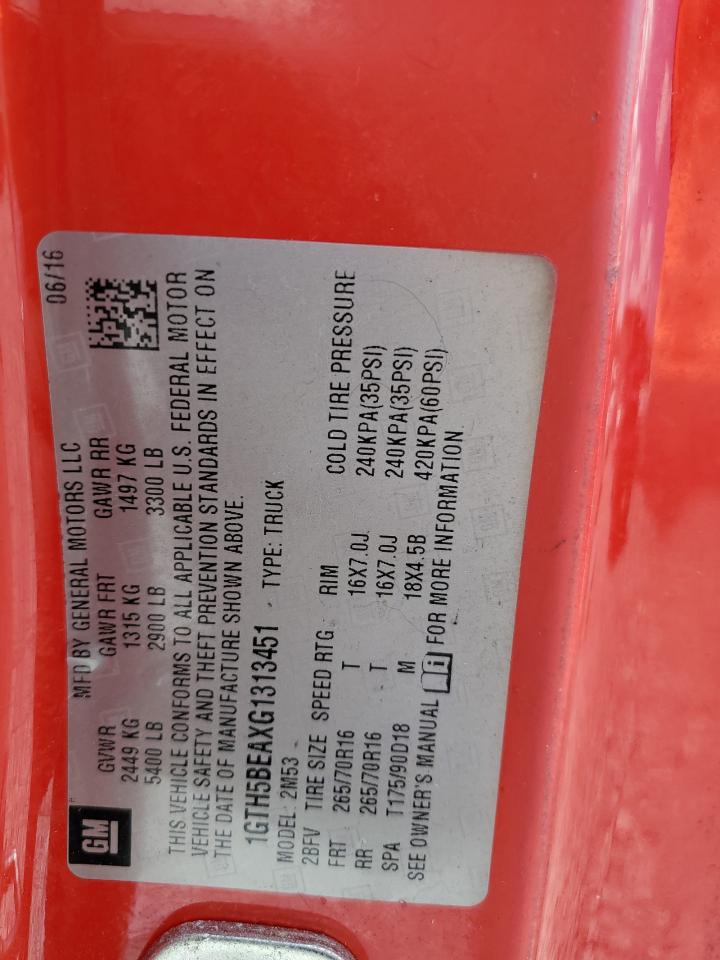 GM
MFD BY GENERAL MOTORS LLC 06/16
GVWR GAWR FRT GAWR RR
2449 KG 1315 KG 1497 KG
5400 LB 2900 LB 3300 LB
THIS VEHICLE CONFORMS TO ALL APPLICABLE U.S. FEDERAL MOTOR
VEHICLE SAFETY AND THEFT PREVENTION STANDARDS IN EFFECT ON
THE DATE OF MANUFACTURE SHOWN ABOVE.
1GTH5BEAXG1313451 TYPE: TRUCK
MODEL: 2M53
2BFV TIRE SIZE SPEED RTG RIM COLD TIRE PRESSURE
FRT 265/70R16 T 16X7.0J 240KPA(35PSI)
RR 265/70R16 T 16X7.0J 240KPA(35PSI)
SPA T175/90D18 M 18X4.5B 420KPA(60PSI)
SEE OWNER'S MANUAL i FOR MORE INFORMATION.